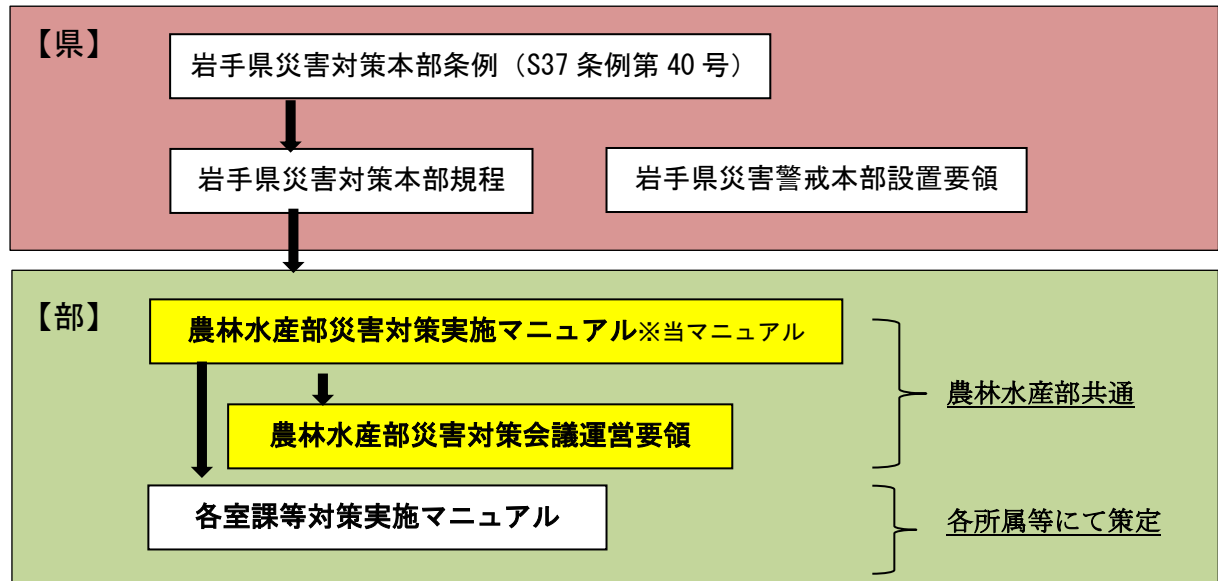 【県】
岩手県災害対策本部条例（S37 条例第 40 号）
岩手県災害対策本部規程
岩手県災害警戒本部設置要領
【部】
農林水産部災害対策実施マニュアル※当マニュアル
農林水産部共通
農林水産部災害対策会議運営要領
各室課等対策実施マニュアル
各所属等にて策定